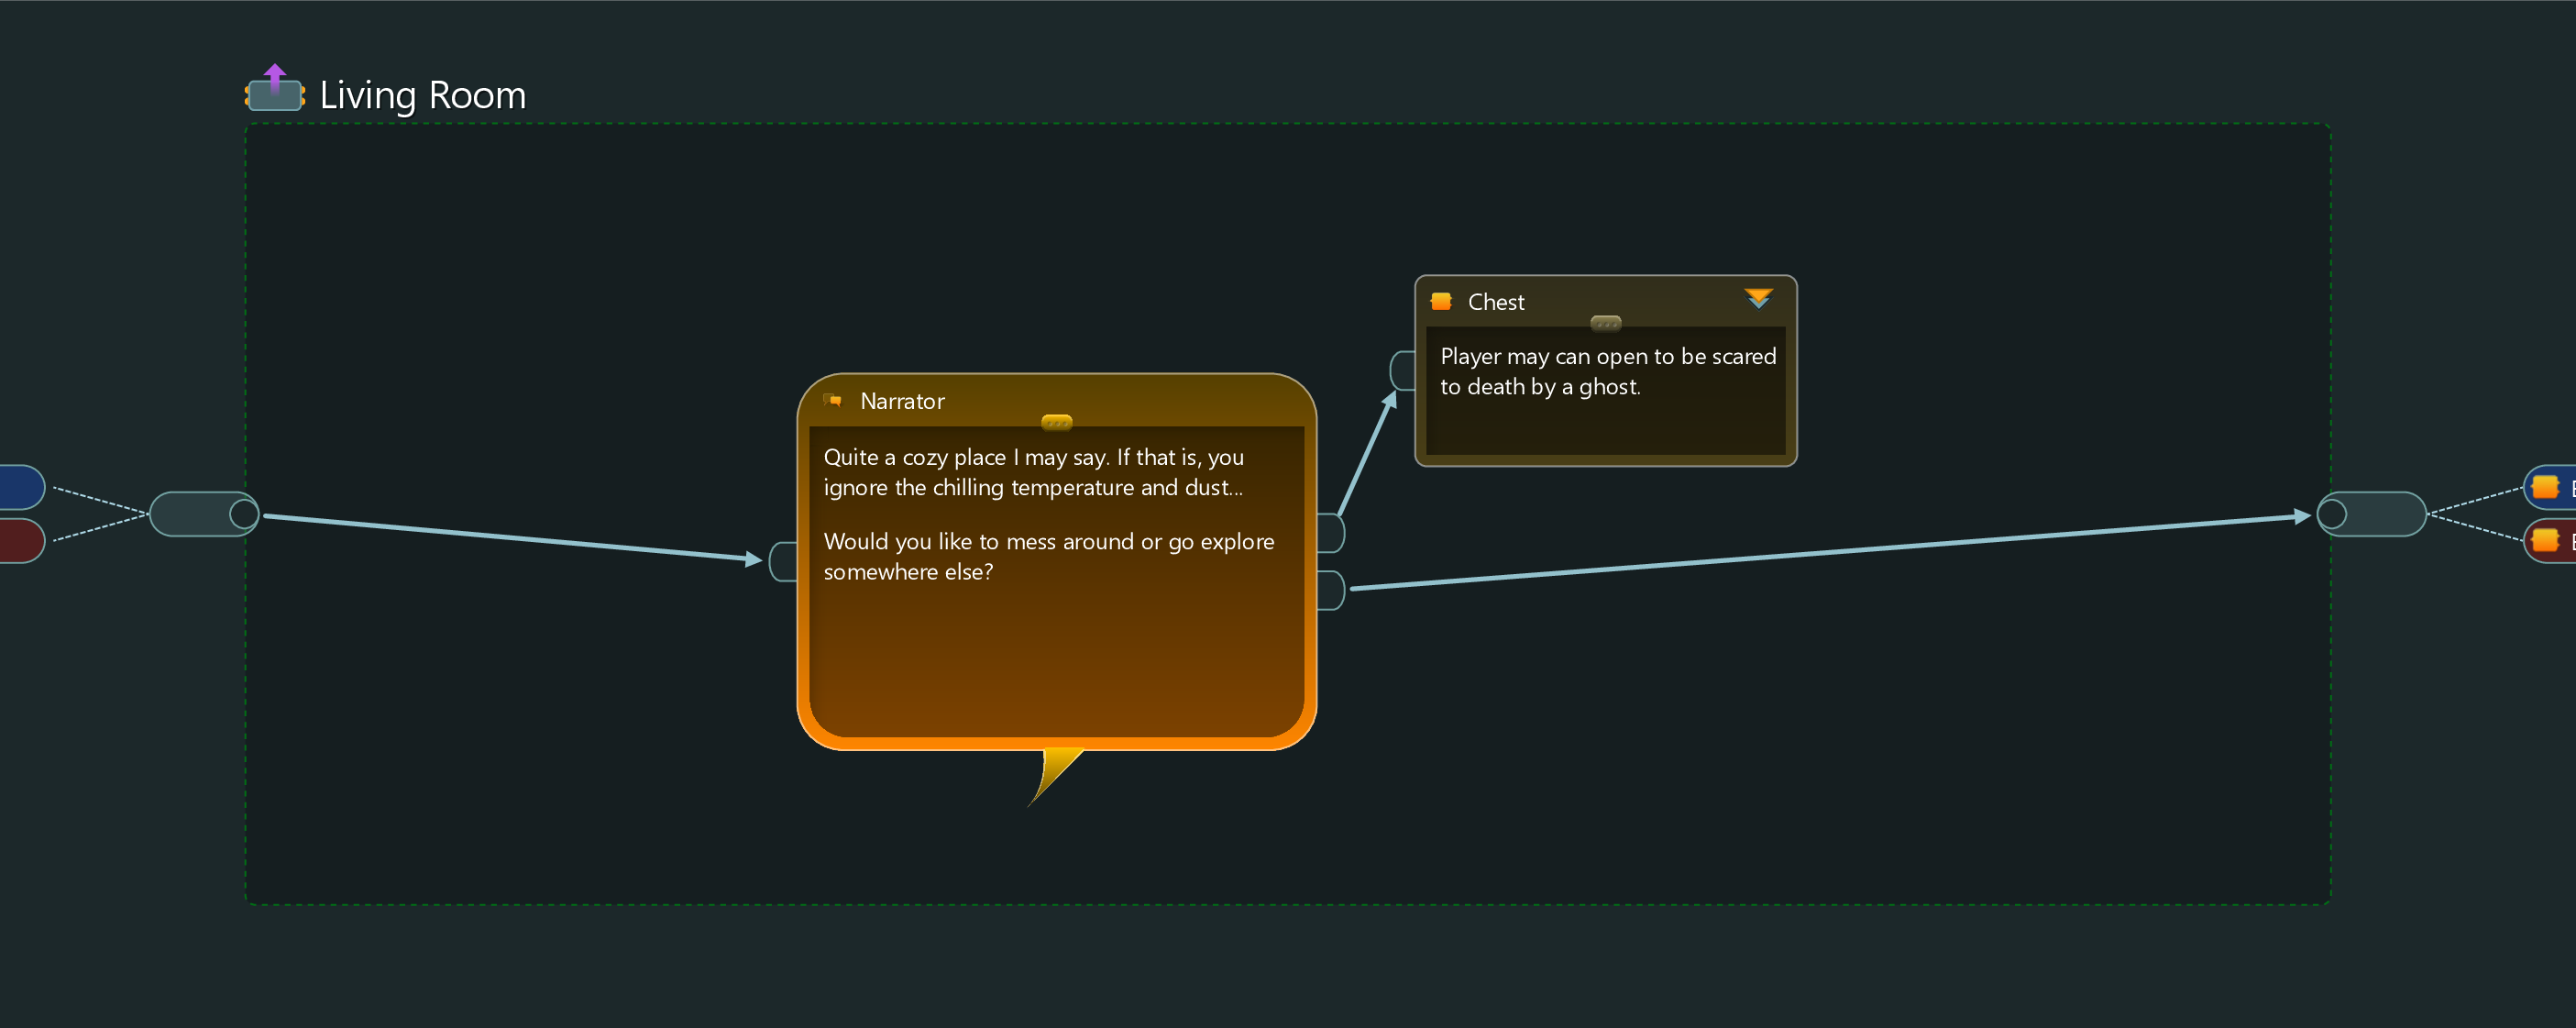 Living Room
Narrator
Quite a cozy place I may say. If that is, you
ignore the chilling temperature and dust...
Would you like to mess around or go explore
somewhere else?
Chest
Player may can open to be scared
to death by a ghost.